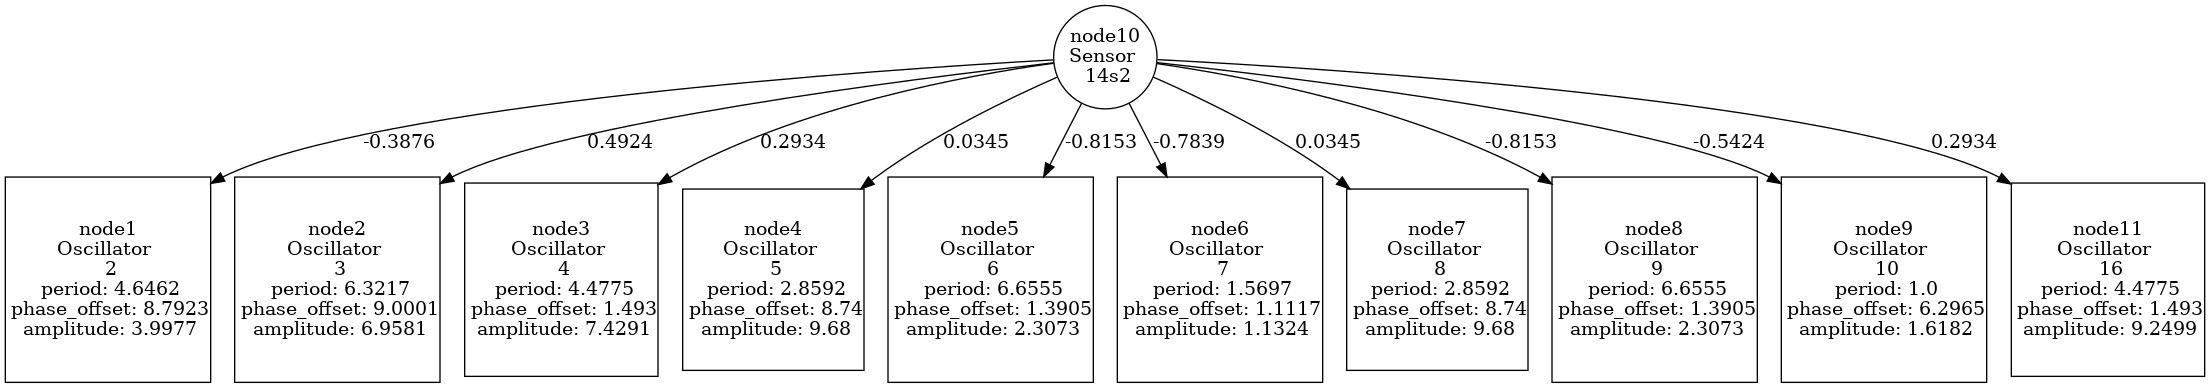 node10
Sensor
14s2
-0.3876
0.4924
0.2934
0.0345
-0.8153
-0.7839
0.0345
-0.8153
-0.5424
0.2934
node1
Oscillator
2
period: 4.6462
phase_offset: 8.7923
amplitude: 3.9977
node2
Oscillator
3
period: 6.3217
phase_offset: 9.0001
amplitude: 6.9581
node3
Oscillator
4
period: 4.4775
phase_offset: 1.493
amplitude: 7.4291
node4
Oscillator
5
period: 2.8592
phase_offset: 8.74
amplitude: 9.68
node5
Oscillator
6
period: 6.6555
phase_offset: 1.3905
amplitude: 2.3073
node6
Oscillator
7
period: 1.5697
phase_offset: 1.1117
amplitude: 1.1324
node7
Oscillator
8
period: 2.8592
phase_offset: 8.74
amplitude: 9.68
node8
Oscillator
9
period: 6.6555
phase_offset: 1.3905
amplitude: 2.3073
node9
Oscillator
10
period: 1.0
phase_offset: 6.2965
amplitude: 1.6182
node11
Oscillator
16
period: 4.4775
phase_offset: 1.493
amplitude: 9.2499